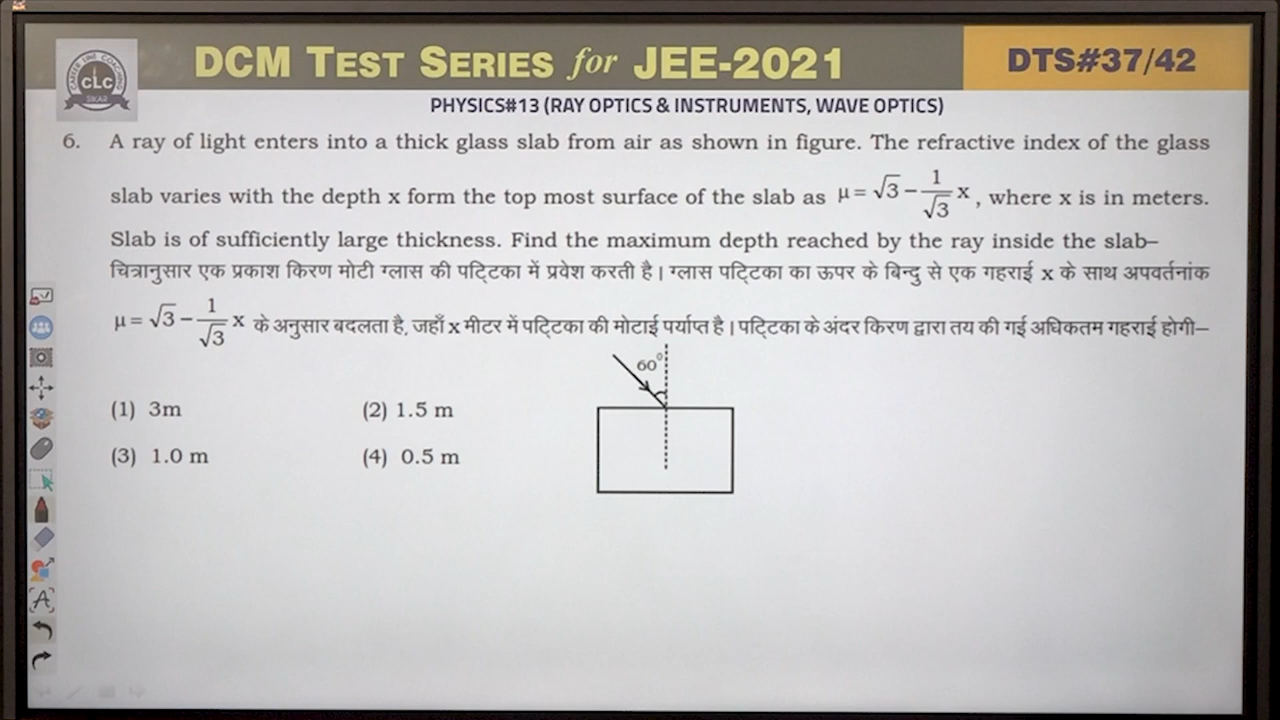 CAREER LINE COACHING
CLC
SIKAR
DCM TEST SERIES for JEE-2021
DTS#37/42
PHYSICS#13 (RAY OPTICS & INSTRUMENTS, WAVE OPTICS)
6. A ray of light enters into a thick glass slab from air as shown in figure. The refractive index of the glass
slab varies with the depth x form the top most surface of the slab as μ = √3 − 1/√3 x, where x is in meters.
Slab is of sufficiently large thickness. Find the maximum depth reached by the ray inside the slab–
चित्रानुसार एक प्रकाश किरण मोटी ग्लास की पट्टिका में प्रवेश करती है। ग्लास पट्टिका का ऊपर के बिन्दु से एक गहराई x के साथ अपवर्तनांक
μ = √3 − 1/√3 x के अनुसार बदलता है, जहाँ x मीटर में पट्टिका की मोटाई पर्याप्त है। पट्टिका के अंदर किरण द्वारा तय की गई अधिकतम गहराई होगी–
60°
(1) 3m (2) 1.5 m
(3) 1.0 m (4) 0.5 m